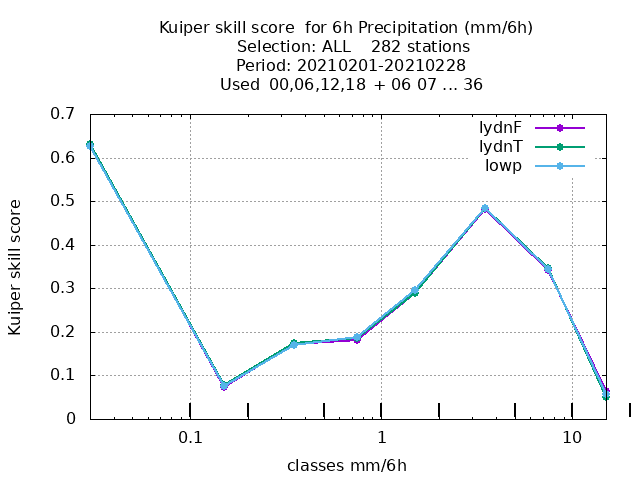 Kuiper skill score  for 6h Precipitation (mm/6h)
Selection: ALL    282 stations
Period: 20210201-20210228
Used  00,06,12,18  + 06 07 ... 36
0.7
0.6
0.5
0.4
0.3
0.2
0.1
0
Kuiper skill score
lydnF
lydnT
lowp
0.1 1 10
classes mm/6h